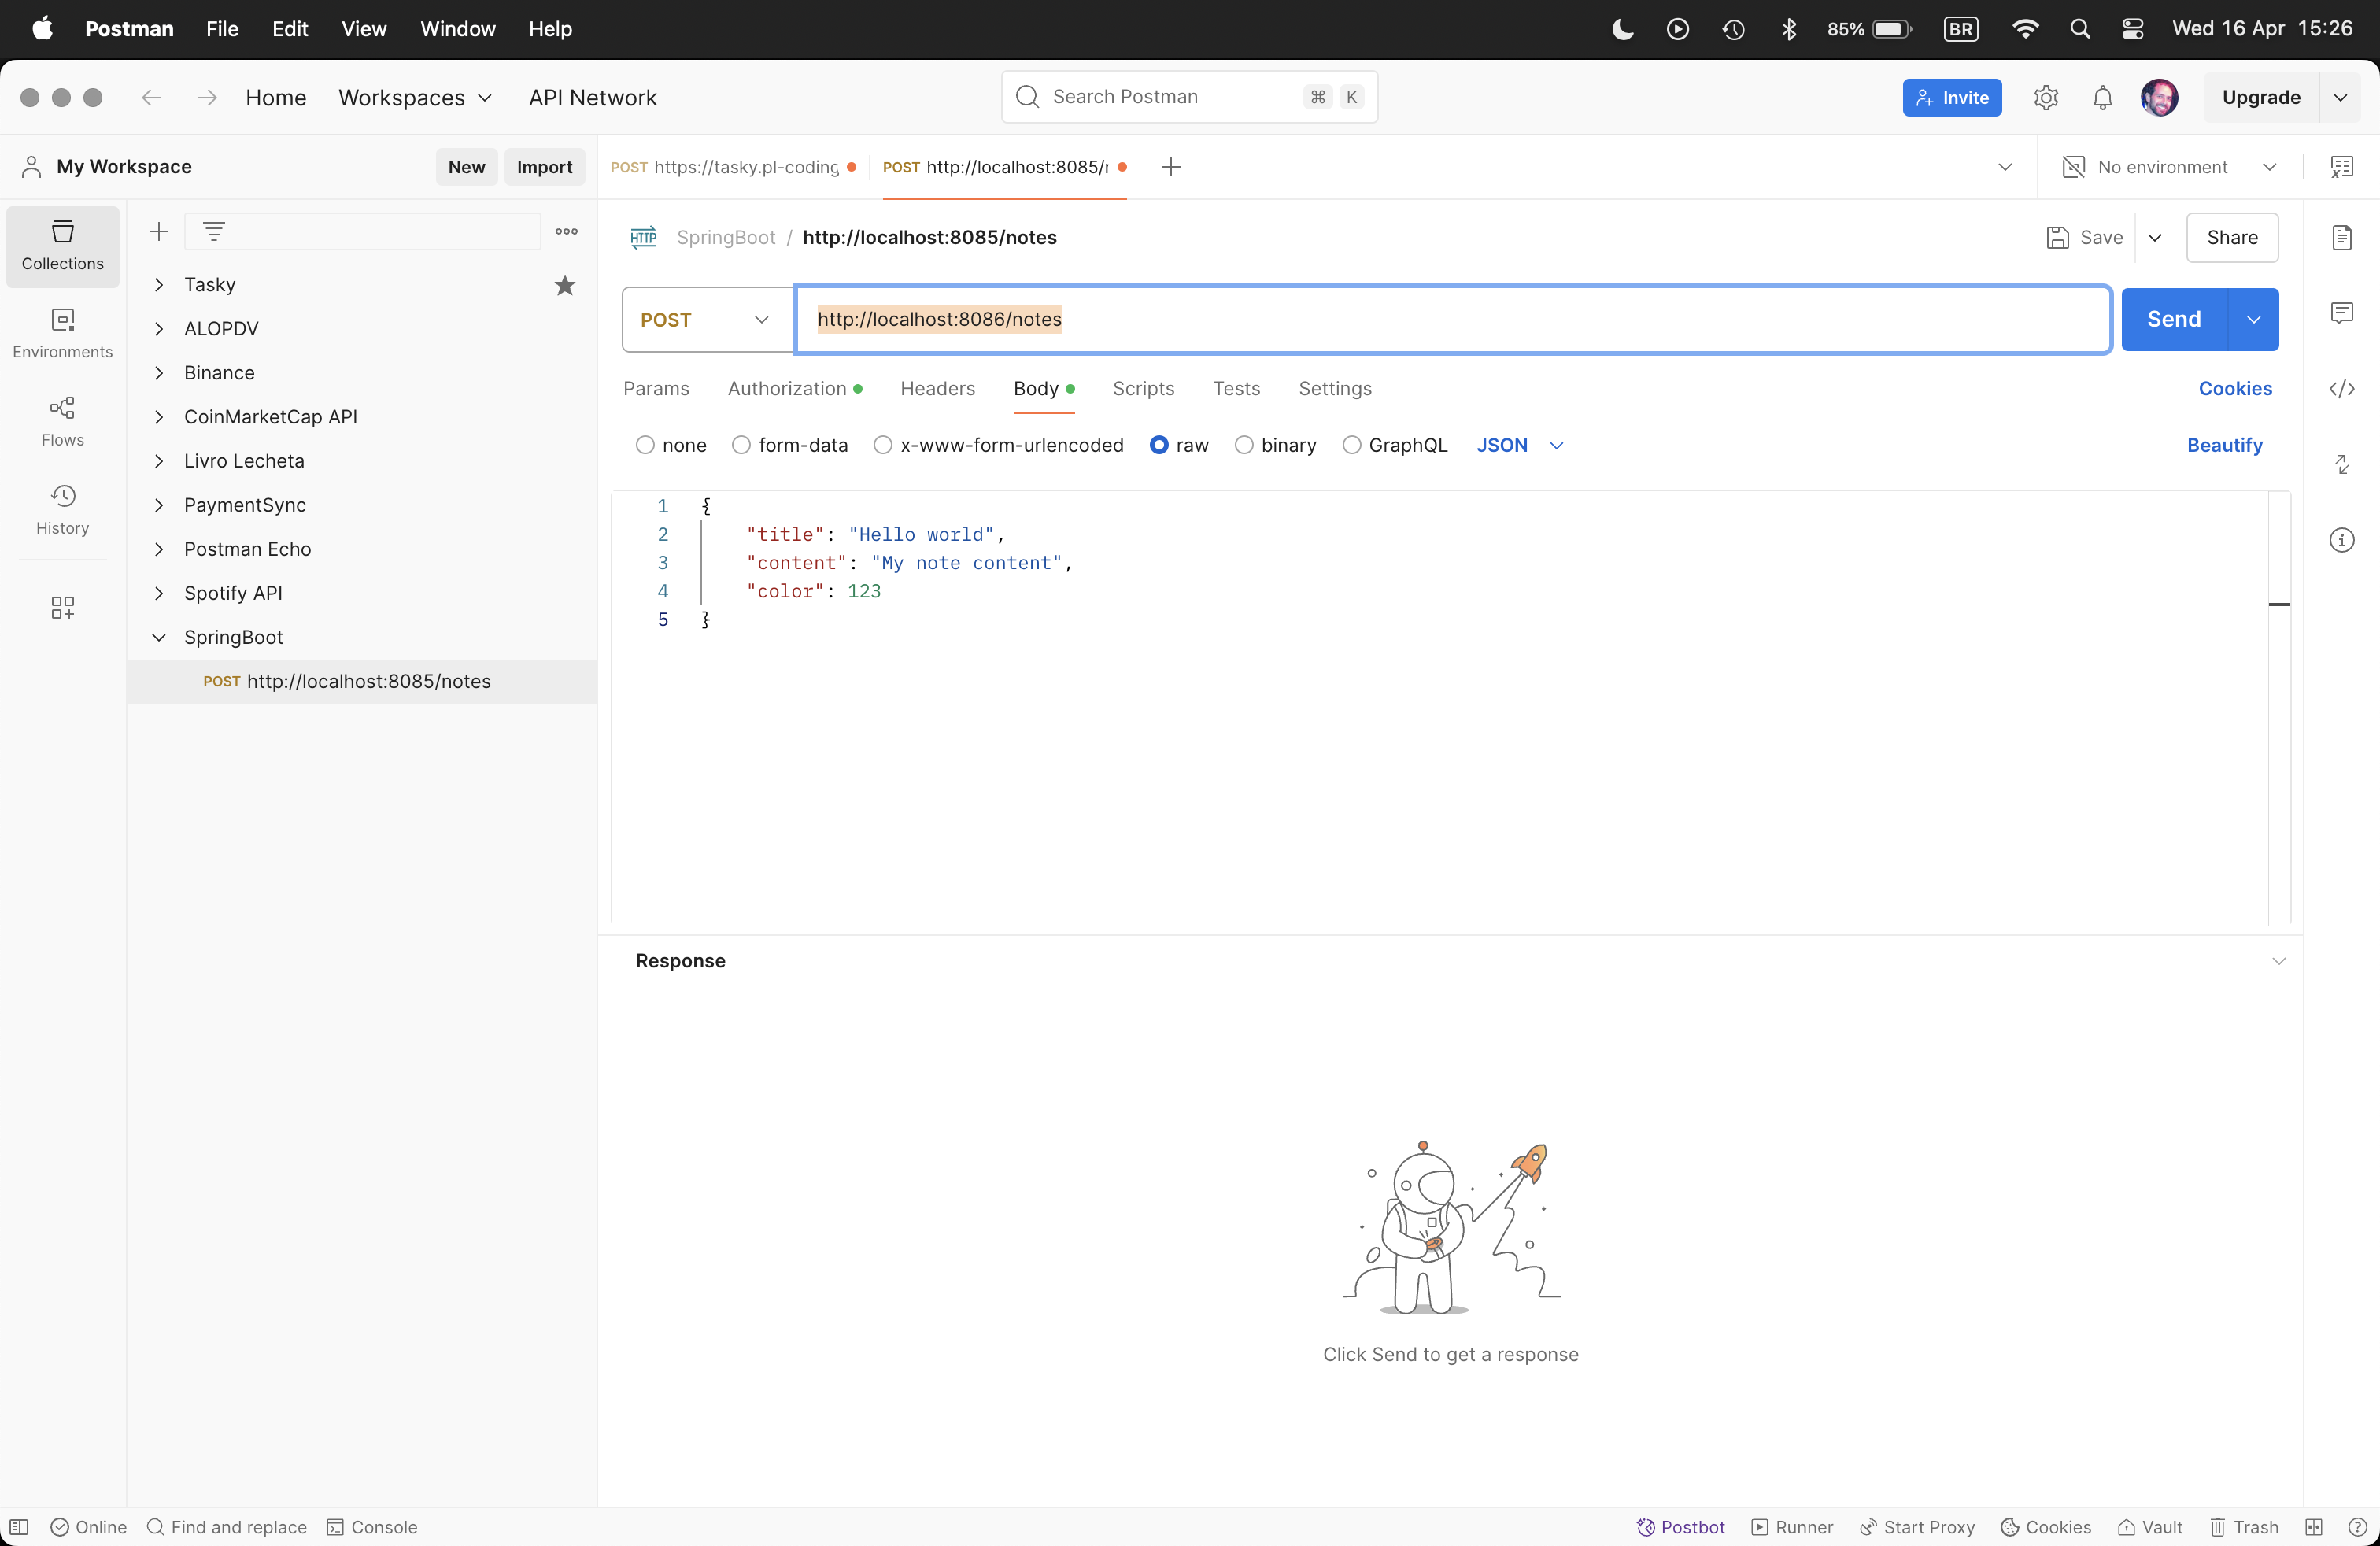 Postman File Edit View Window Help 85% BR Wed 16 Apr 15:26
Home Workspaces API Network Search Postman ⌘ K Invite Upgrade
My Workspace New Import POST https://tasky.pl-coding POST http://localhost:8085/ No environment
Collections
Environments
Flows
History
Tasky
ALOPDV
Binance
CoinMarketCap API
Livro Lecheta
PaymentSync
Postman Echo
Spotify API
SpringBoot
POST http://localhost:8085/notes
HTTP SpringBoot / http://localhost:8085/notes Save Share
POST http://localhost:8086/notes Send
Params Authorization Headers Body Scripts Tests Settings Cookies
none form-data x-www-form-urlencoded raw binary GraphQL JSON Beautify
1 {
2 "title": "Hello world",
3 "content": "My note content",
4 "color": 123
5 }
Response
Click Send to get a response
Online Find and replace Console Postbot Runner Start Proxy Cookies Vault Trash